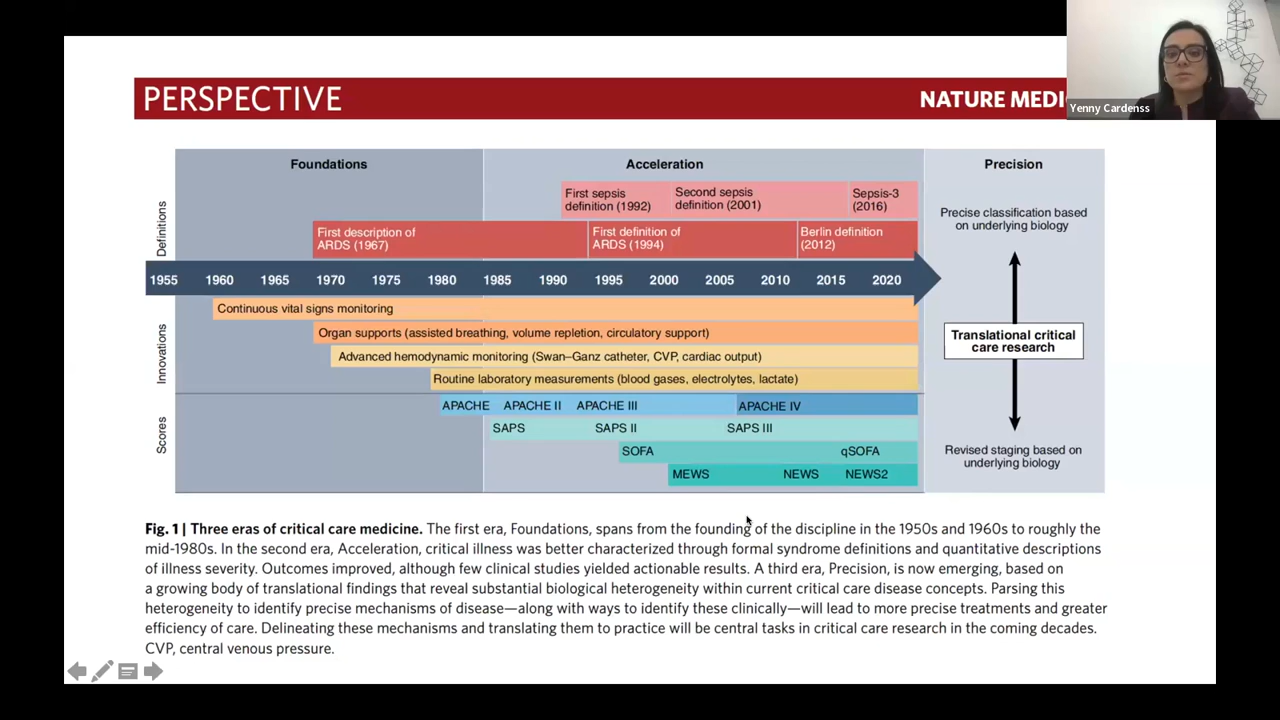 PERSPECTIVE
NATURE MEDI
Yenny Cardenss
Foundations
Acceleration
Precision
Definitions
First sepsis
definition (1992)
Second sepsis
definition (2001)
Sepsis-3
(2016)
First description of
ARDS (1967)
First definition of
ARDS (1994)
Berlin definition
(2012)
Precise classification based
on underlying biology
1955 1960 1965 1970 1975 1980 1985 1990 1995 2000 2005 2010 2015 2020
Innovations
Continuous vital signs monitoring
Organ supports (assisted breathing, volume repletion, circulatory support)
Advanced hemodynamic monitoring (Swan–Ganz catheter, CVP, cardiac output)
Routine laboratory measurements (blood gases, electrolytes, lactate)
Translational critical
care research
Scores
APACHE APACHE II APACHE III APACHE IV
SAPS SAPS II SAPS III
SOFA qSOFA
MEWS NEWS NEWS2
Revised staging based on
underlying biology
Fig. 1 | Three eras of critical care medicine. The first era, Foundations, spans from the founding of the discipline in the 1950s and 1960s to roughly the
mid-1980s. In the second era, Acceleration, critical illness was better characterized through formal syndrome definitions and quantitative descriptions
of illness severity. Outcomes improved, although few clinical studies yielded actionable results. A third era, Precision, is now emerging, based on
a growing body of translational findings that reveal substantial biological heterogeneity within current critical care disease concepts. Parsing this
heterogeneity to identify precise mechanisms of disease—along with ways to identify these clinically—will lead to more precise treatments and greater
efficiency of care. Delineating these mechanisms and translating them to practice will be central tasks in critical care research in the coming decades.
CVP, central venous pressure.